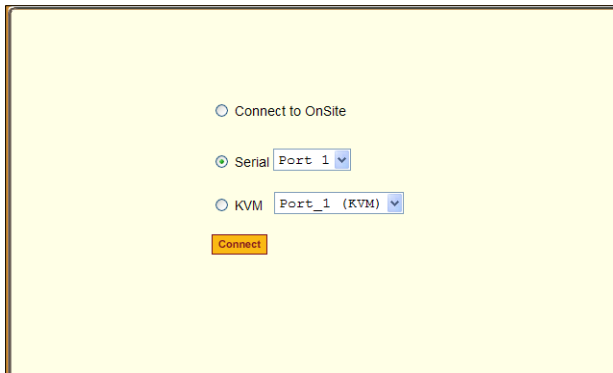 Connect to OnSite
Serial Port 1
KVM Port_1 (KVM)
Connect